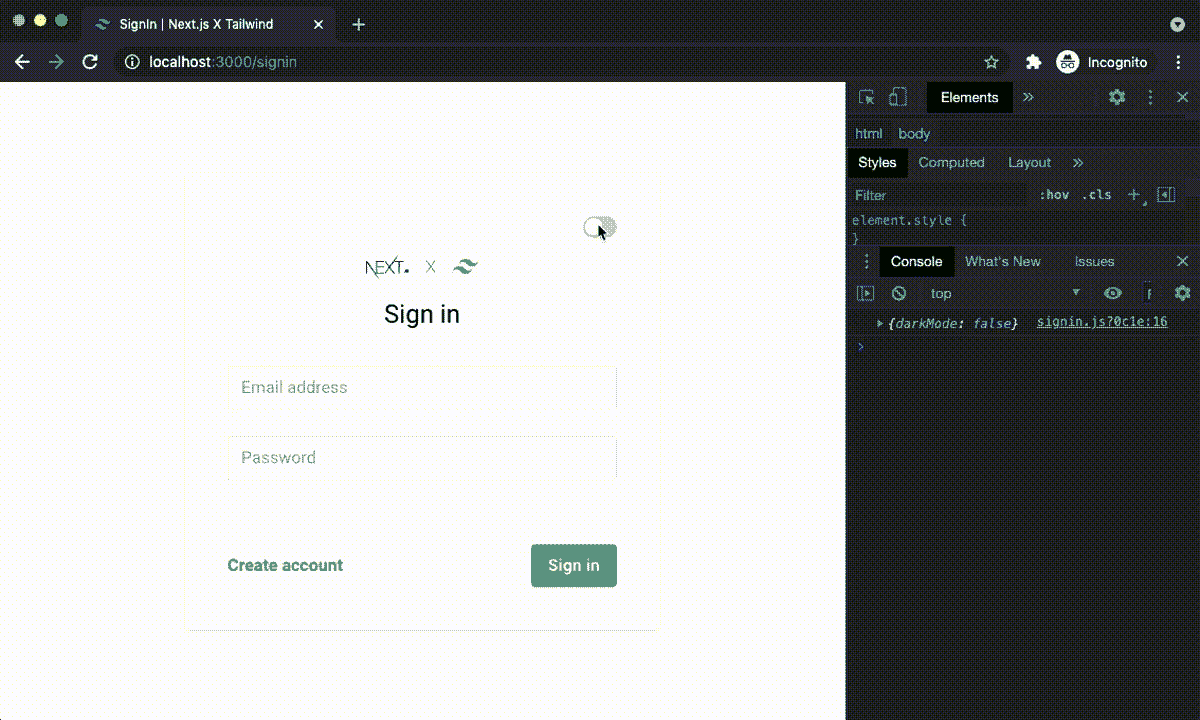 SignIn | Next.js X Tailwind
localhost:3000/signin
Incognito
Elements
html body
Styles Computed Layout
Filter :hov .cls
element.style {
}
Console What's New Issues
top
{darkMode: false} signin.js?0c1e:16
NEXT. X
Sign in
Email address
Password
Create account
Sign in